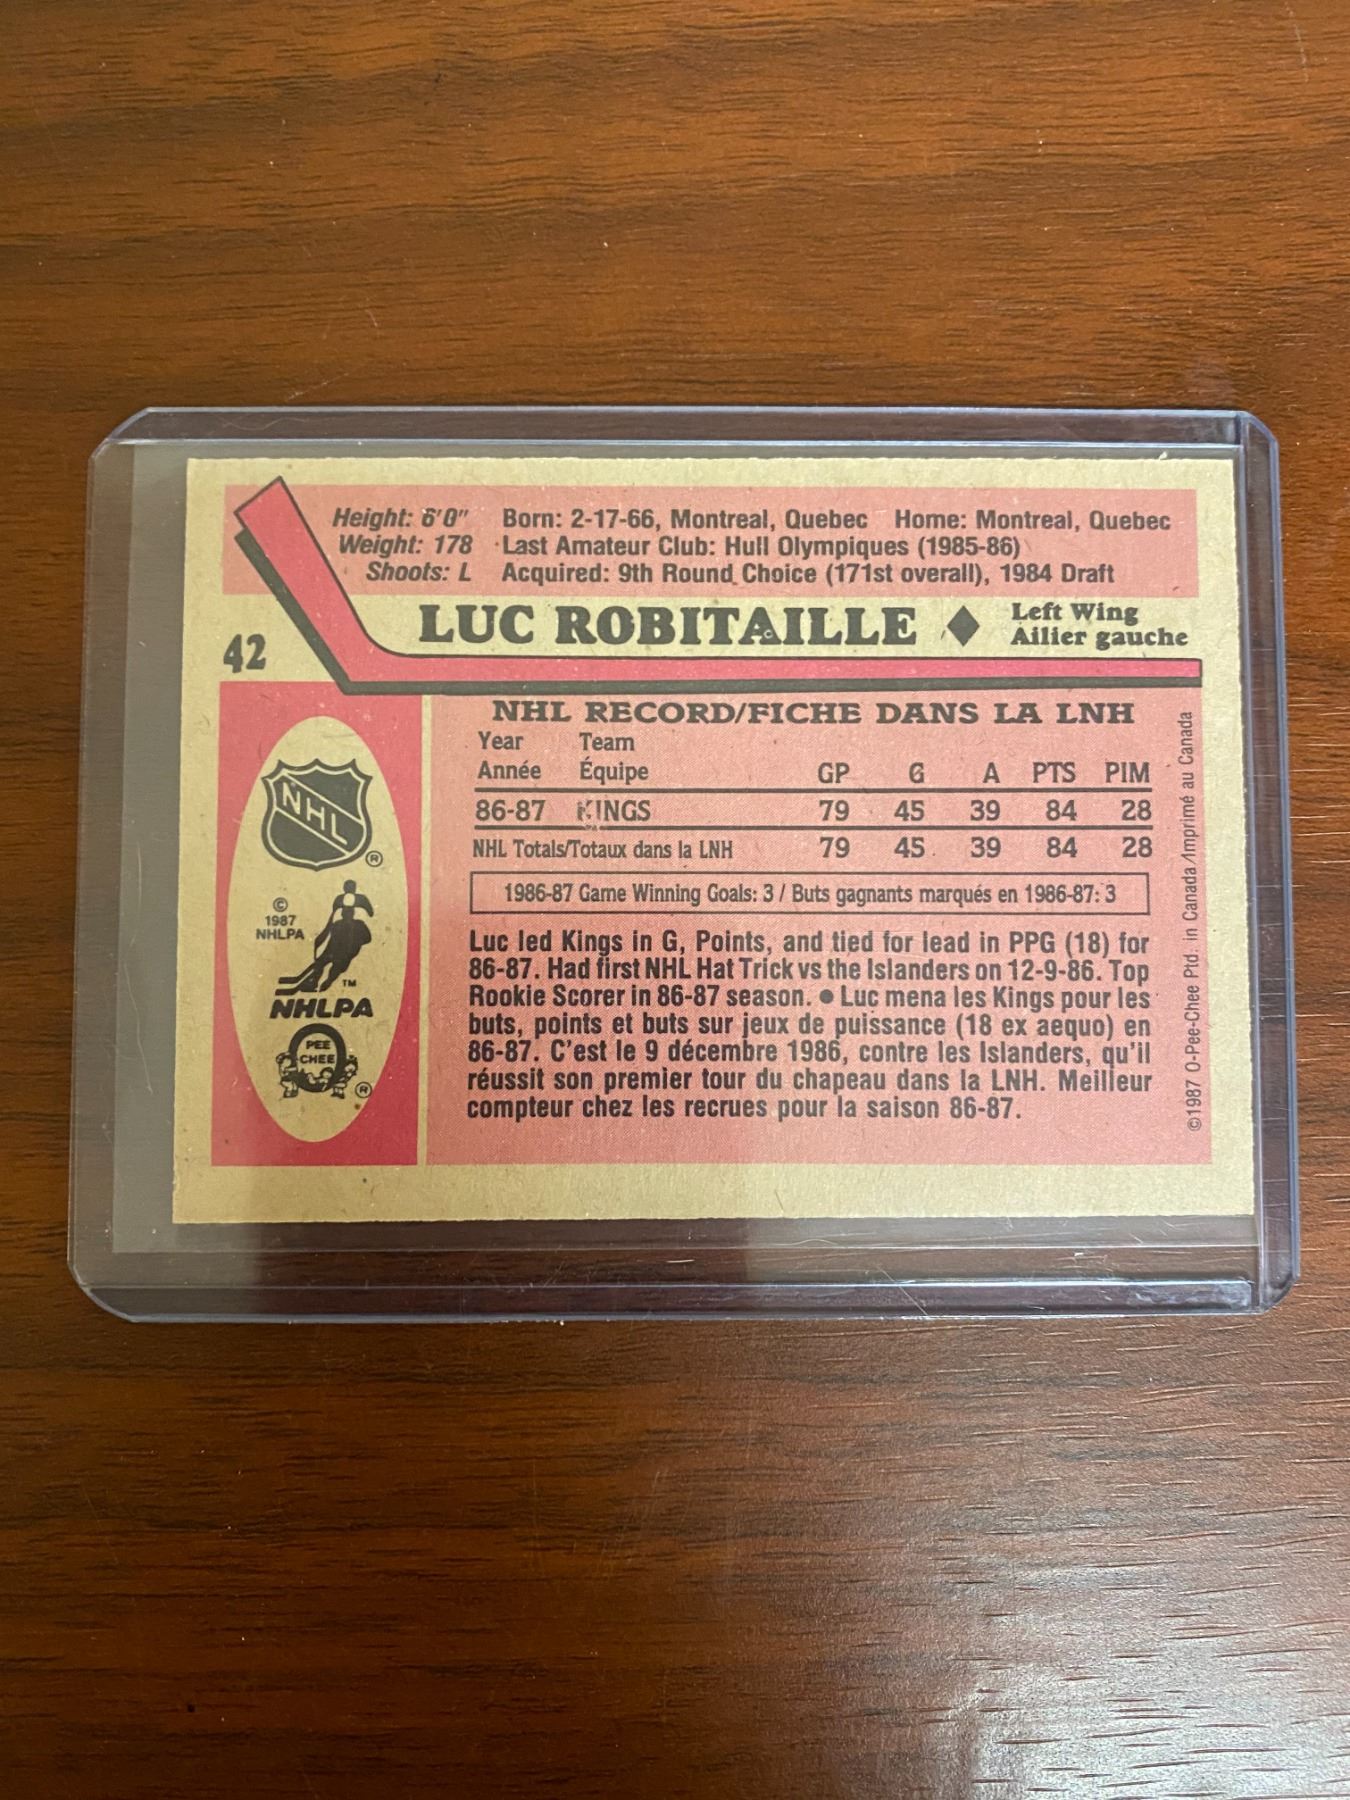 Height: 6'0" Born: 2-17-66, Montreal, Quebec Home: Montreal, Quebec
Weight: 178 Last Amateur Club: Hull Olympiques (1985-86)
Shoots: L Acquired: 9th Round Choice (171st overall), 1984 Draft
LUC ROBITAILLE ♦ Left Wing
Ailier gauche
42
NHL RECORD/FICHE DANS LA LNH
Year Team
Année Équipe GP G A PTS PIM
86-87 KINGS 79 45 39 84 28
NHL Totals/Totaux dans la LNH 79 45 39 84 28
1986-87 Game Winning Goals: 3 / Buts gagnants marqués en 1986-87: 3
Luc led Kings in G, Points, and tied for lead in PPG (18) for
86-87. Had first NHL Hat Trick vs the Islanders on 12-9-86. Top
Rookie Scorer in 86-87 season. ● Luc mena les Kings pour les
buts, points et buts sur jeux de puissance (18 ex aequo) en
86-87. C'est le 9 décembre 1986, contre les Islanders, qu'il
réussit son premier tour du chapeau dans la LNH. Meilleur
compteur chez les recrues pour la saison 86-87.
NHL
®
©
1987
NHLPA
TM
NHLPA
PEE
CHEE
®
©1987 O-Pee-Chee Ptd. in Canada/Imprimé au Canada